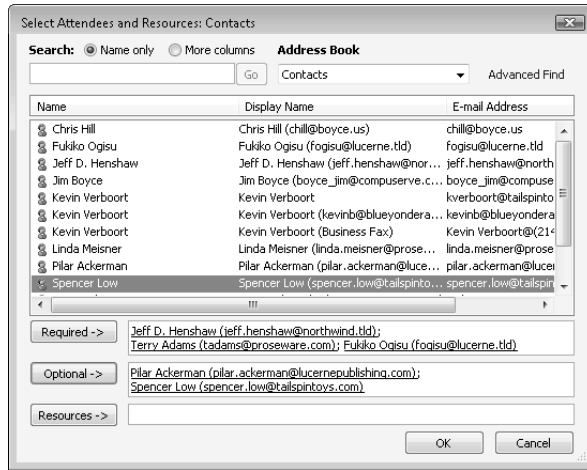 Select Attendees and Resources: Contacts
Search: Name only More columns Address Book
Go Contacts Advanced Find
Name Display Name E-mail Address
Chris Hill Chris Hill (chill@boyce.us) chill@boyce.us
Fukiko Ogisu Fukiko Ogisu (fogisu@lucerne.tld) fogisu@lucerne.tld
Jeff D. Henshaw Jeff D. Henshaw (jeff.henshaw@nor... jeff.henshaw@north
Jim Boyce Jim Boyce (boyce_jim@compuserve.c... boyce_jim@compuse
Kevin Verboort Kevin Verboort kverboort@tailspinto
Kevin Verboort Kevin Verboort (kevinb@blueyondera... kevinb@blueyondera
Kevin Verboort Kevin Verboort (Business Fax) Kevin Verboort@(214
Linda Meisner Linda Meisner (linda.meisner@prose... linda.meisner@prose
Pilar Ackerman Pilar Ackerman (pilar.ackerman@luce... pilar.ackerman@lucer
Spencer Low Spencer Low (spencer.low@tailspinto... spencer.low@tailspin
Required -> Jeff D. Henshaw (jeff.henshaw@northwind.tld);
Terry Adams (tadams@proseware.com); Fukiko Ogisu (fogisu@lucerne.tld)
Optional -> Pilar Ackerman (pilar.ackerman@lucernepublishing.com);
Spencer Low (spencer.low@tailspintoys.com)
Resources ->
OK Cancel